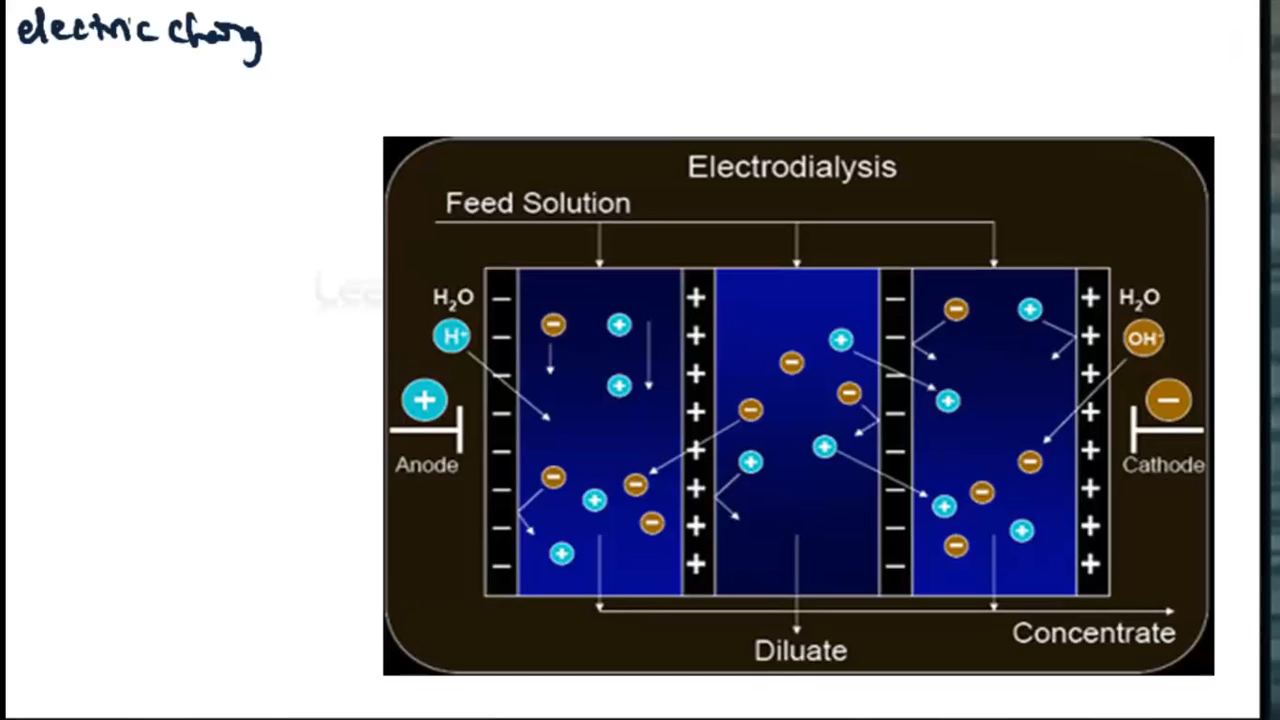 electric charg
Electrodialysis
Feed Solution
H₂O
H₂O
H⁺
OH⁻
Anode
Cathode
Concentrate
Diluate